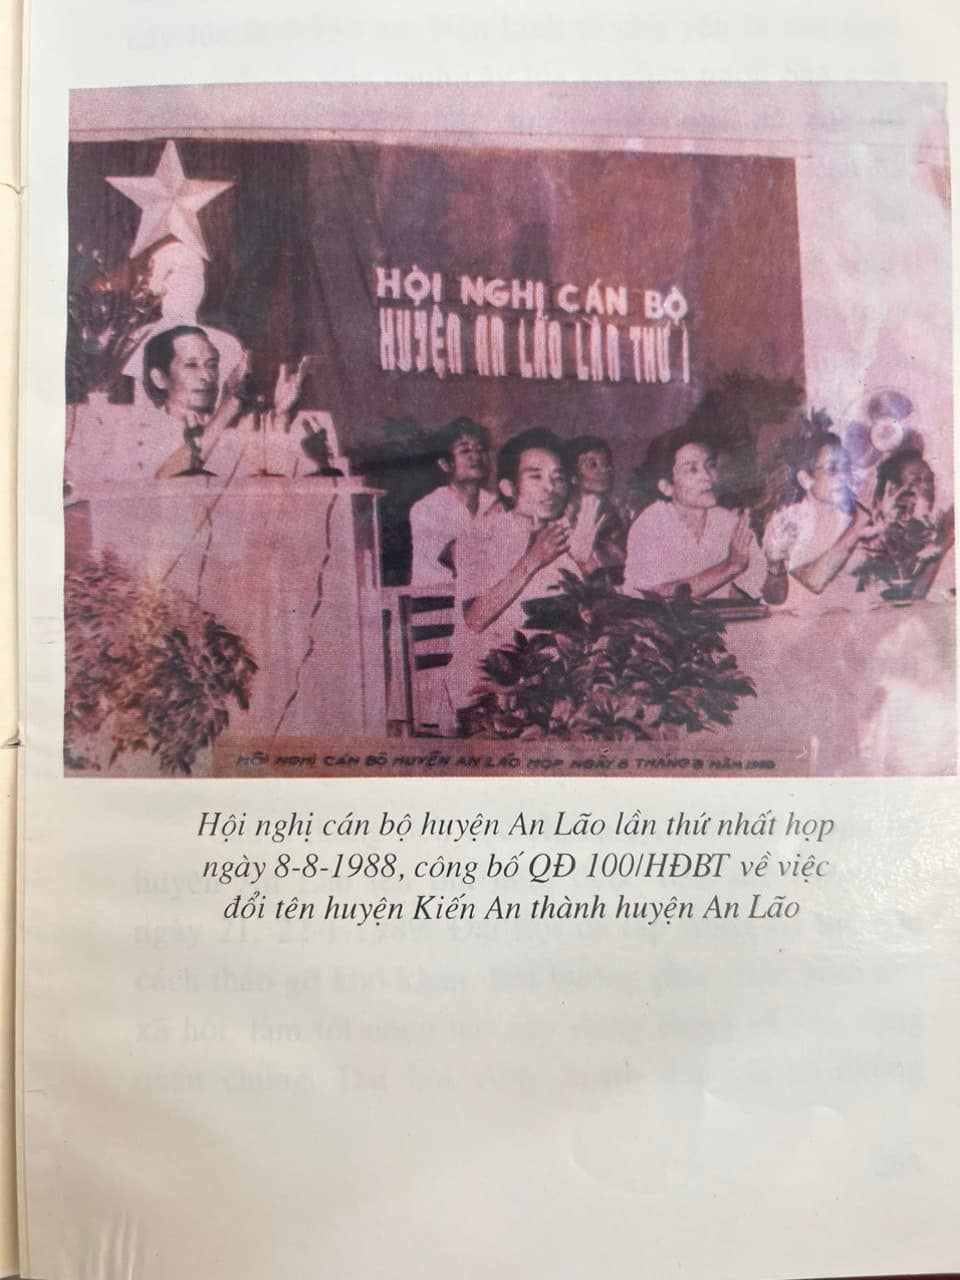 HỘI NGHỊ CÁN BỘ
HUYỆN AN LÃO LẦN THỨ I
HỘI NGHỊ CÁN BỘ HUYỆN AN LÃO HỌP NGÀY 8 THÁNG 8 NĂM 1988
Hội nghị cán bộ huyện An Lão lần thứ nhất họp
ngày 8-8-1988, công bố QĐ 100/HĐBT về việc
đổi tên huyện Kiến An thành huyện An Lão